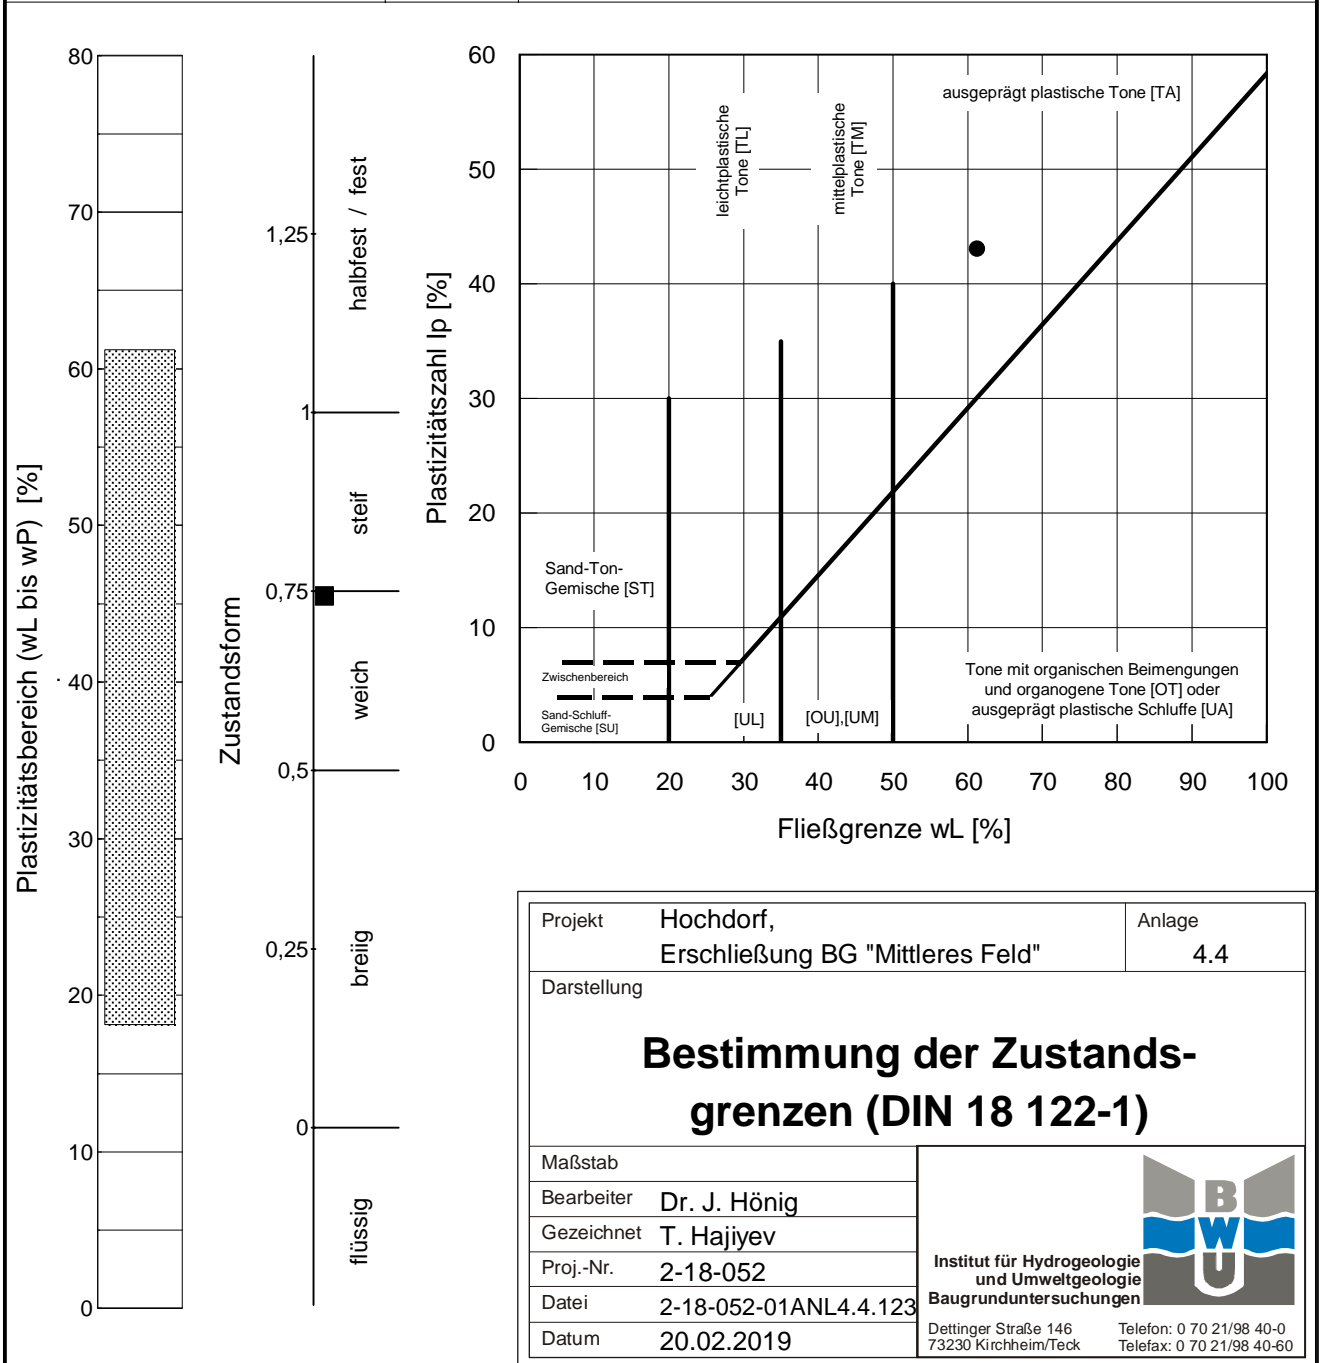 Plastizitätsbereich (wL bis wP) [%]
80
70
60
50
40
30
20
10
0
Zustandsform
1,25
1
0,75
0,5
0,25
0
halbfest / fest
steif
weich
breiig
flüssig
Plastizitätszahl Ip [%]
60
50
40
30
20
10
0
leichtplastische
Tone [TL]
mittelplastische
Tone [TM]
ausgeprägt plastische Tone [TA]
Sand-Ton-
Gemische [ST]
Zwischenbereich
Sand-Schluff-
Gemische [SU]
[UL]
[OU],[UM]
Tone mit organischen Beimengungen
und organogene Tone [OT] oder
ausgeprägt plastische Schluffe [UA]
0 10 20 30 40 50 60 70 80 90 100
Fließgrenze wL [%]
Projekt Hochdorf,
Erschließung BG "Mittleres Feld"
Anlage
4.4
Darstellung
Bestimmung der Zustands-
grenzen (DIN 18 122-1)
Maßstab
Bearbeiter Dr. J. Hönig
Gezeichnet T. Hajiyev
Proj.-Nr. 2-18-052
Datei 2-18-052-01ANL4.4.123
Datum 20.02.2019
B
W
U
Institut für Hydrogeologie
und Umweltgeologie
Baugrunduntersuchungen
Dettinger Straße 146 Telefon: 0 70 21/98 40-0
73230 Kirchheim/Teck Telefax: 0 70 21/98 40-60